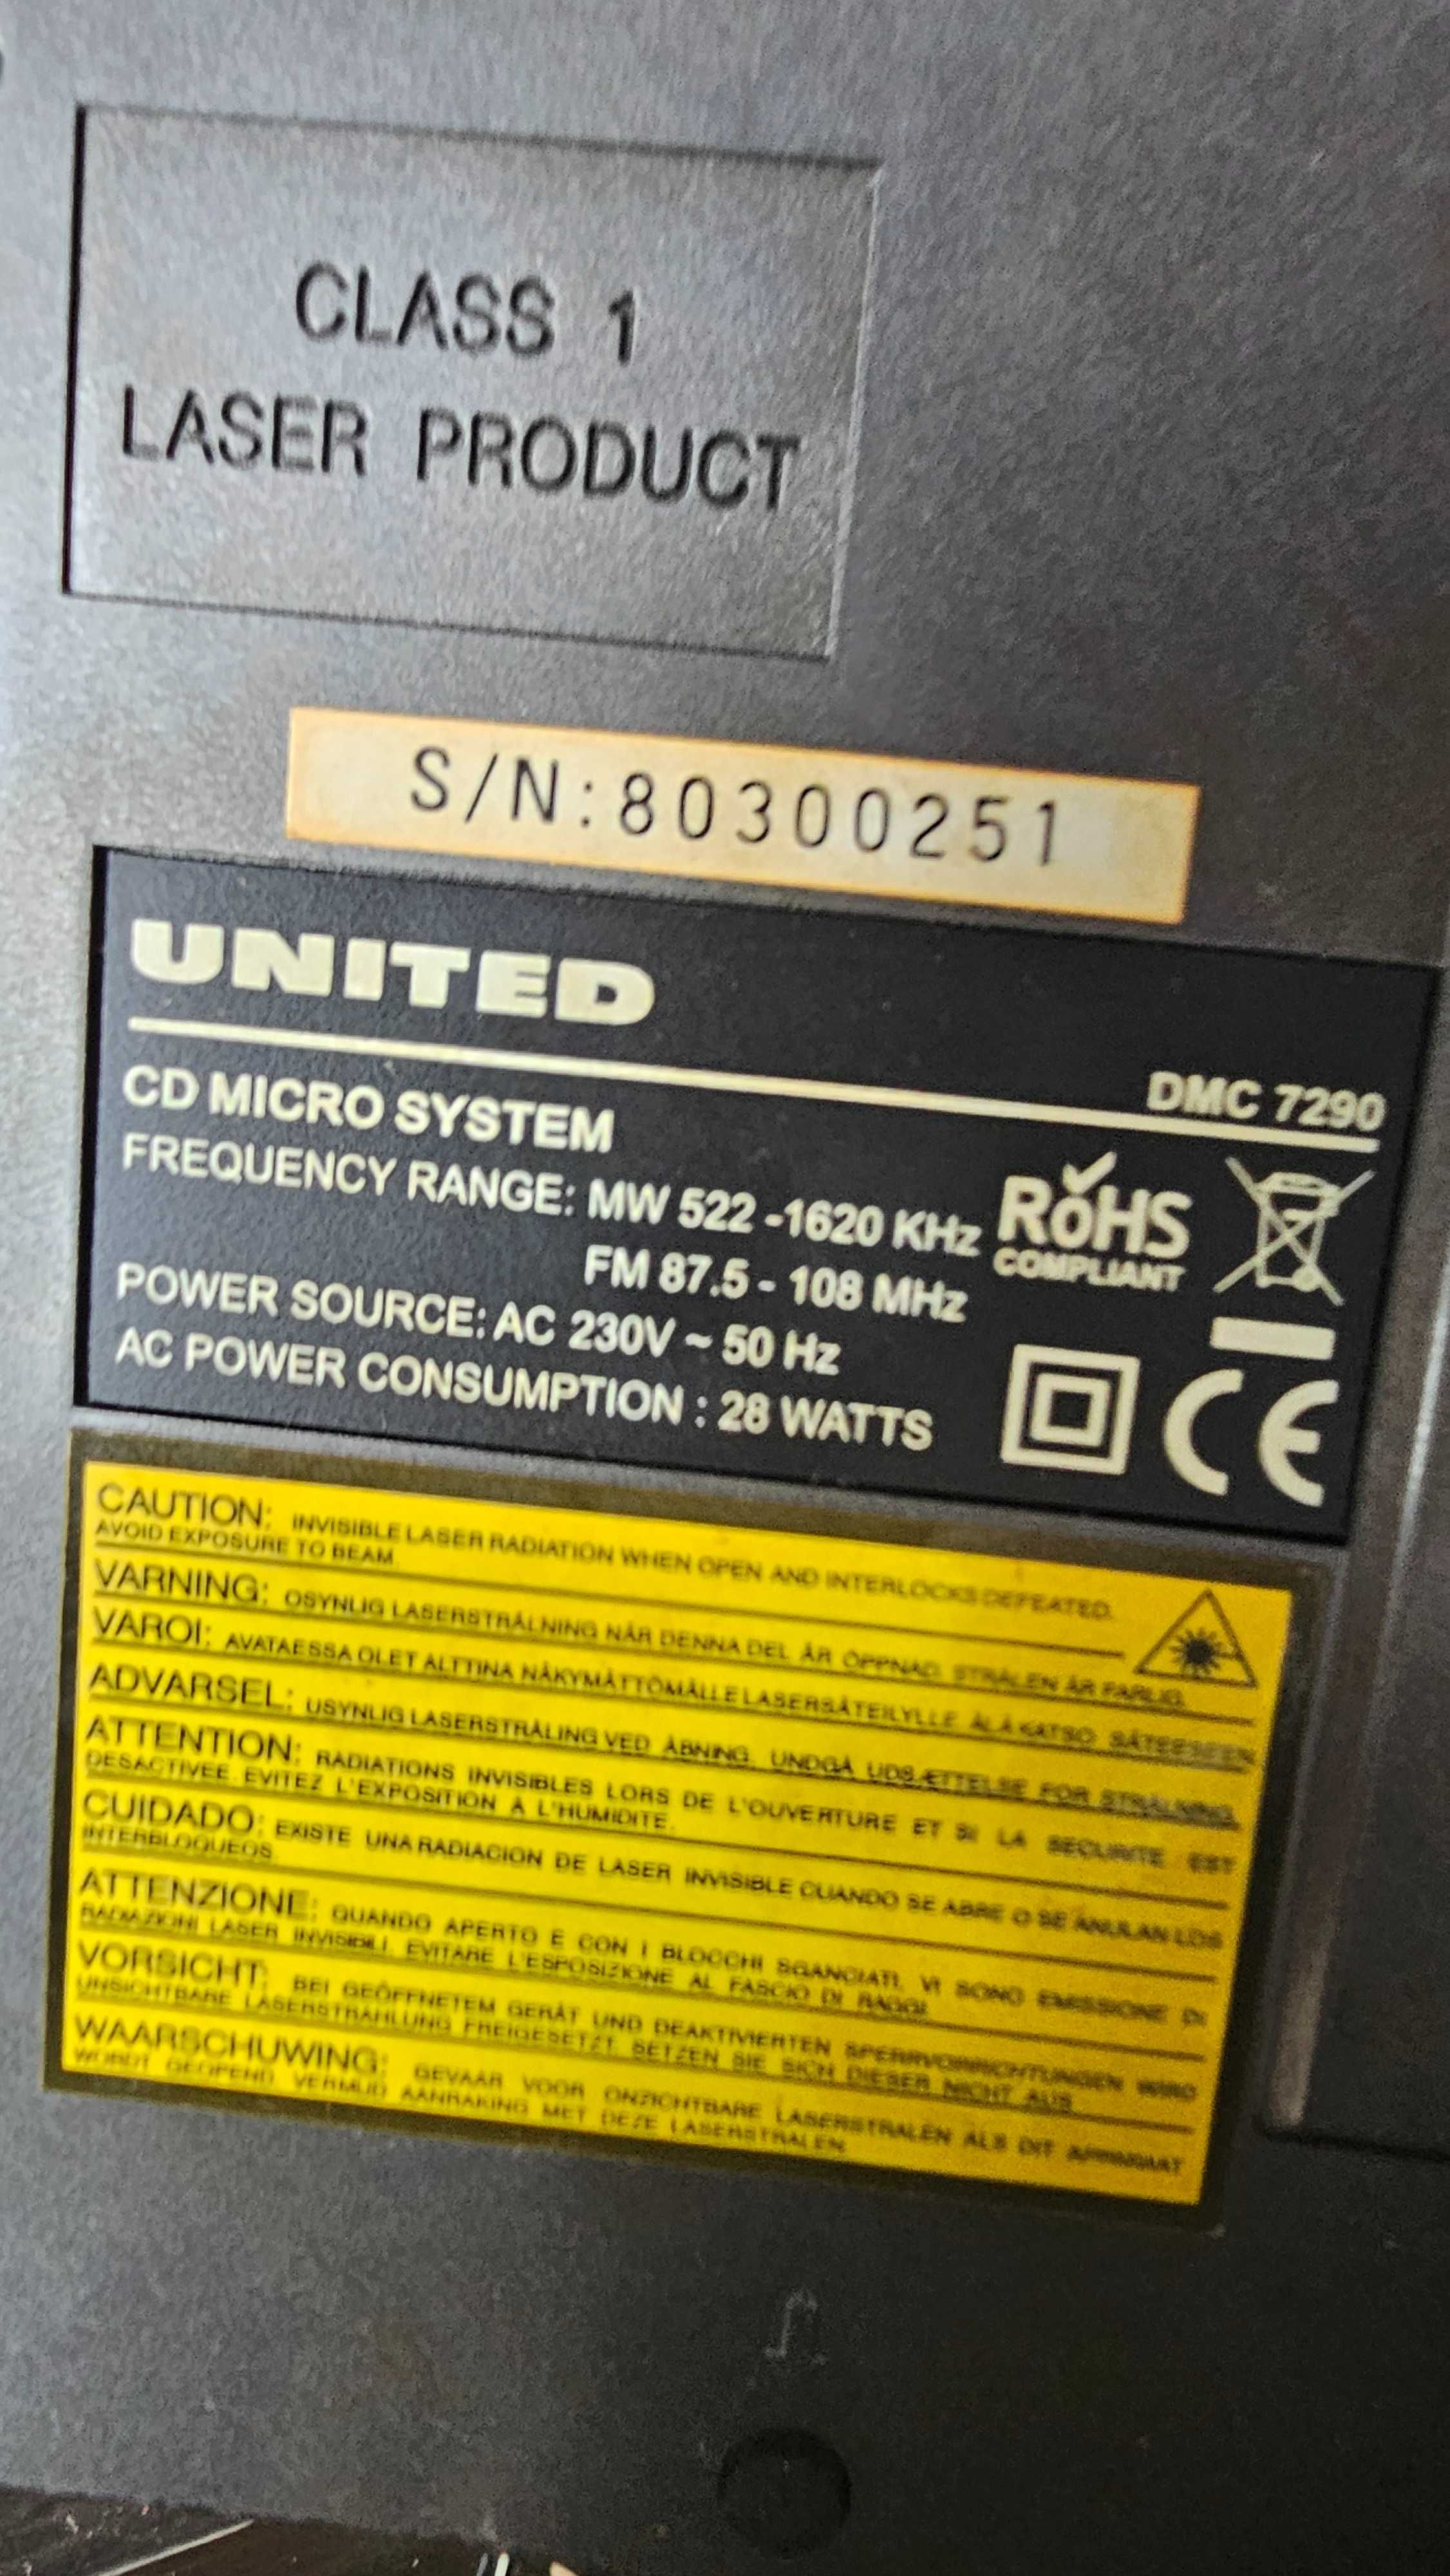 CLASS 1
LASER PRODUCT
S/N:80300251
UNITED
DMC 7290
CD MICRO SYSTEM
FREQUENCY RANGE: MW 522 -1620 KHz
FM 87.5 - 108 MHz
POWER SOURCE: AC 230V ~ 50 Hz
AC POWER CONSUMPTION : 28 WATTS
RoHS
COMPLIANT
CE
CAUTION: INVISIBLE LASER RADIATION WHEN OPEN AND INTERLOCKS DEFEATED.
AVOID EXPOSURE TO BEAM.
VARNING: OSYNLIG LASERSTRÅLNING NÄR DENNA DEL ÄR ÖPPNAD. STRÅLEN ÄR FARLIG.
VAROI: AVATAESSA OLET ALTTINA NÄKYMÄTTÖMÄLLE LASERSÄTEILYLLE ÄLÄ KATSO SÄTEESEEN
ADVARSEL: USYNLIG LASERSTRÅLING VED ÅBNING. UNDGÅ UDSÆTTELSE FOR STRÅLNING.
ATTENTION: RADIATIONS INVISIBLES LORS DE L'OUVERTURE ET SI LA SECURITE EST
DESACTIVEE. EVITEZ L'EXPOSITION A L'HUMIDITE.
CUIDADO: EXISTE UNA RADIACION DE LASER INVISIBLE CUANDO SE ABRE O SE ANULAN LOS
INTERBLOQUEOS
ATTENZIONE: QUANDO APERTO E CON I BLOCCHI SGANCIATI, VI SONO EMISSIONE DI
RADIAZIONI LASER INVISIBILI. EVITARE L'ESPOSIZIONE AL FASCIO DI RAGGI.
VORSICHT: BEI GEÖFFNETEM GERÄT UND DEAKTIVIERTEN SPERRVORRICHTUNGEN WIRD
UNSICHTBARE LASERSTRAHLUNG FREIGESETZT. SETZEN SIE SICH DIESER NICHT AUS
WAARSCHUWING: GEVAAR VOOR ONZICHTBARE LASERSTRALEN ALS DIT APPARAAT
WORDT GEOPEND. VERMIJD AANRAKING MET DEZE LASERSTRALEN.